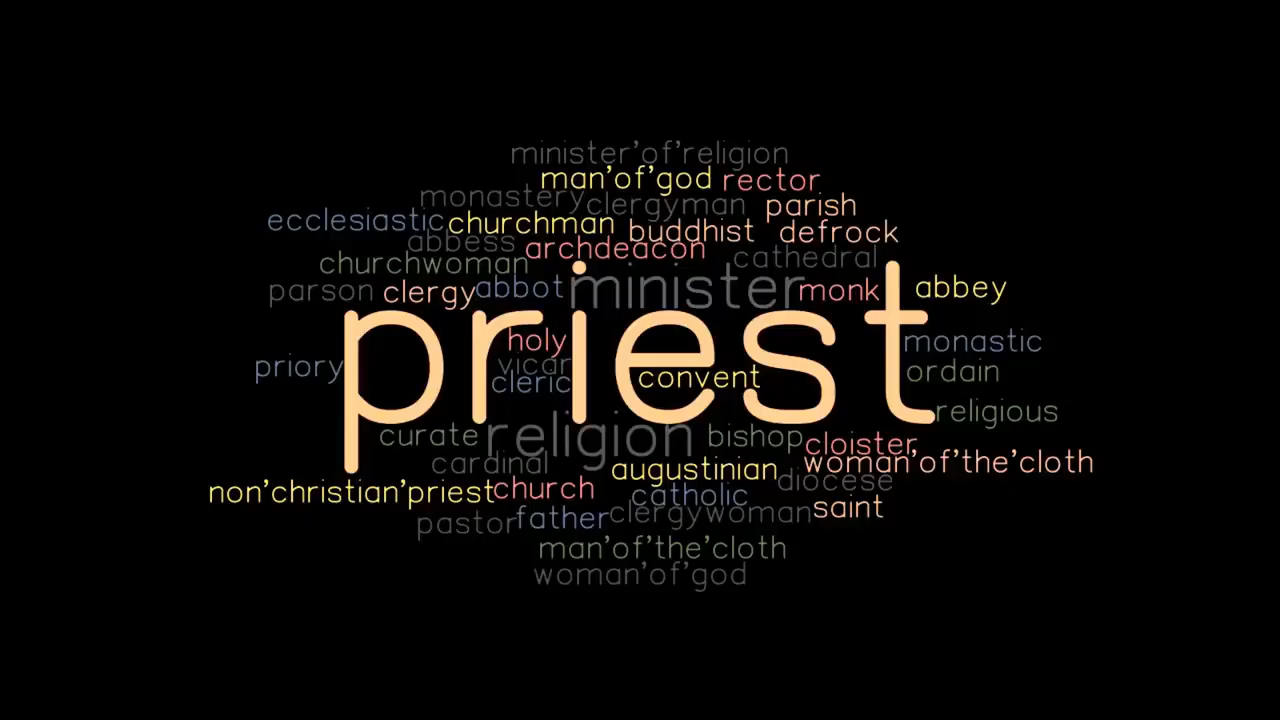 minister'of'religion
man'of'god rector
monastery clergyman parish
ecclesiastic churchman buddhist defrock
abbess archdeacon cathedral
churchwoman
parson clergy abbot minister monk abbey
priest
holy monastic
priory vicar cleric convent ordain
religious
curate religion bishop cloister
cardinal augustinian woman'of'the'cloth
non'christian'priest church catholic diocese
pastor father clergywoman saint
man'of'the'cloth
woman'of'god